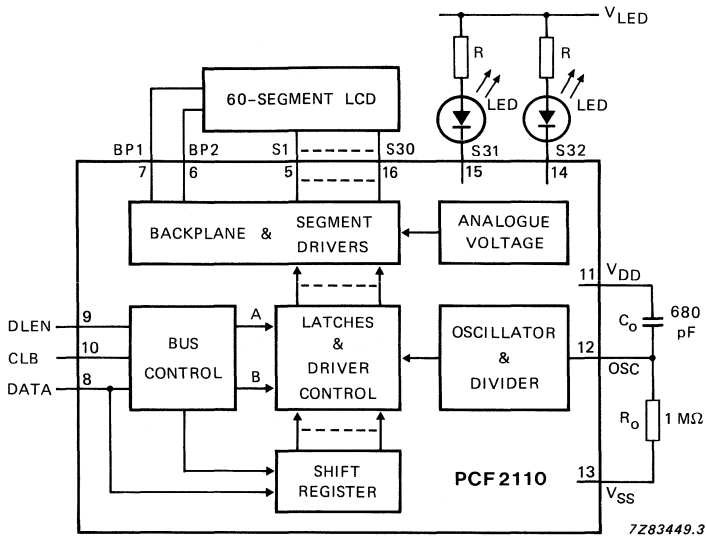 VLED
R
R
LED
LED
60-SEGMENT LCD
BP1
BP2
S1
S30
S31
S32
7
6
5
16
15
14
BACKPLANE & SEGMENT DRIVERS
ANALOGUE VOLTAGE
11
VDD
DLEN
9
CLB
10
DATA
8
BUS CONTROL
A
B
LATCHES & DRIVER CONTROL
OSCILLATOR & DIVIDER
Co
680 pF
12
OSC
Ro
1 MΩ
SHIFT REGISTER
PCF2110
13
VSS
7Z83449.3